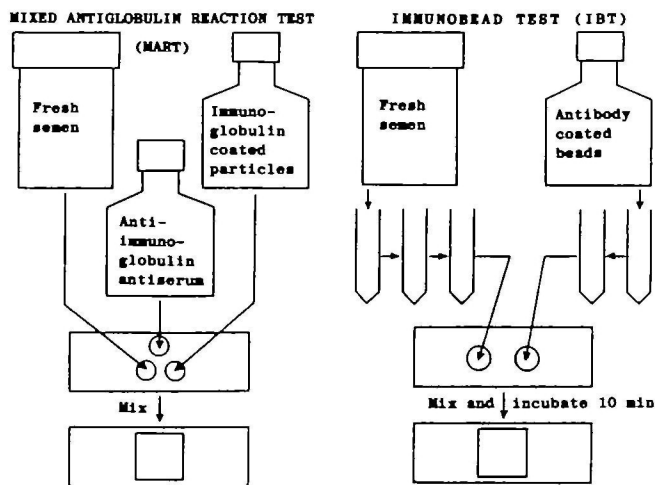 MIXED ANTIGLOBULIN REACTION TEST
(MART)
Fresh
semen
Immuno-
globulin
coated
particles
Anti-
immuno-
globulin
antiserum
Mix
IMMUNOBEAD TEST (IBT)
Fresh
semen
Antibody
coated
beads
Mix and incubate 10 min